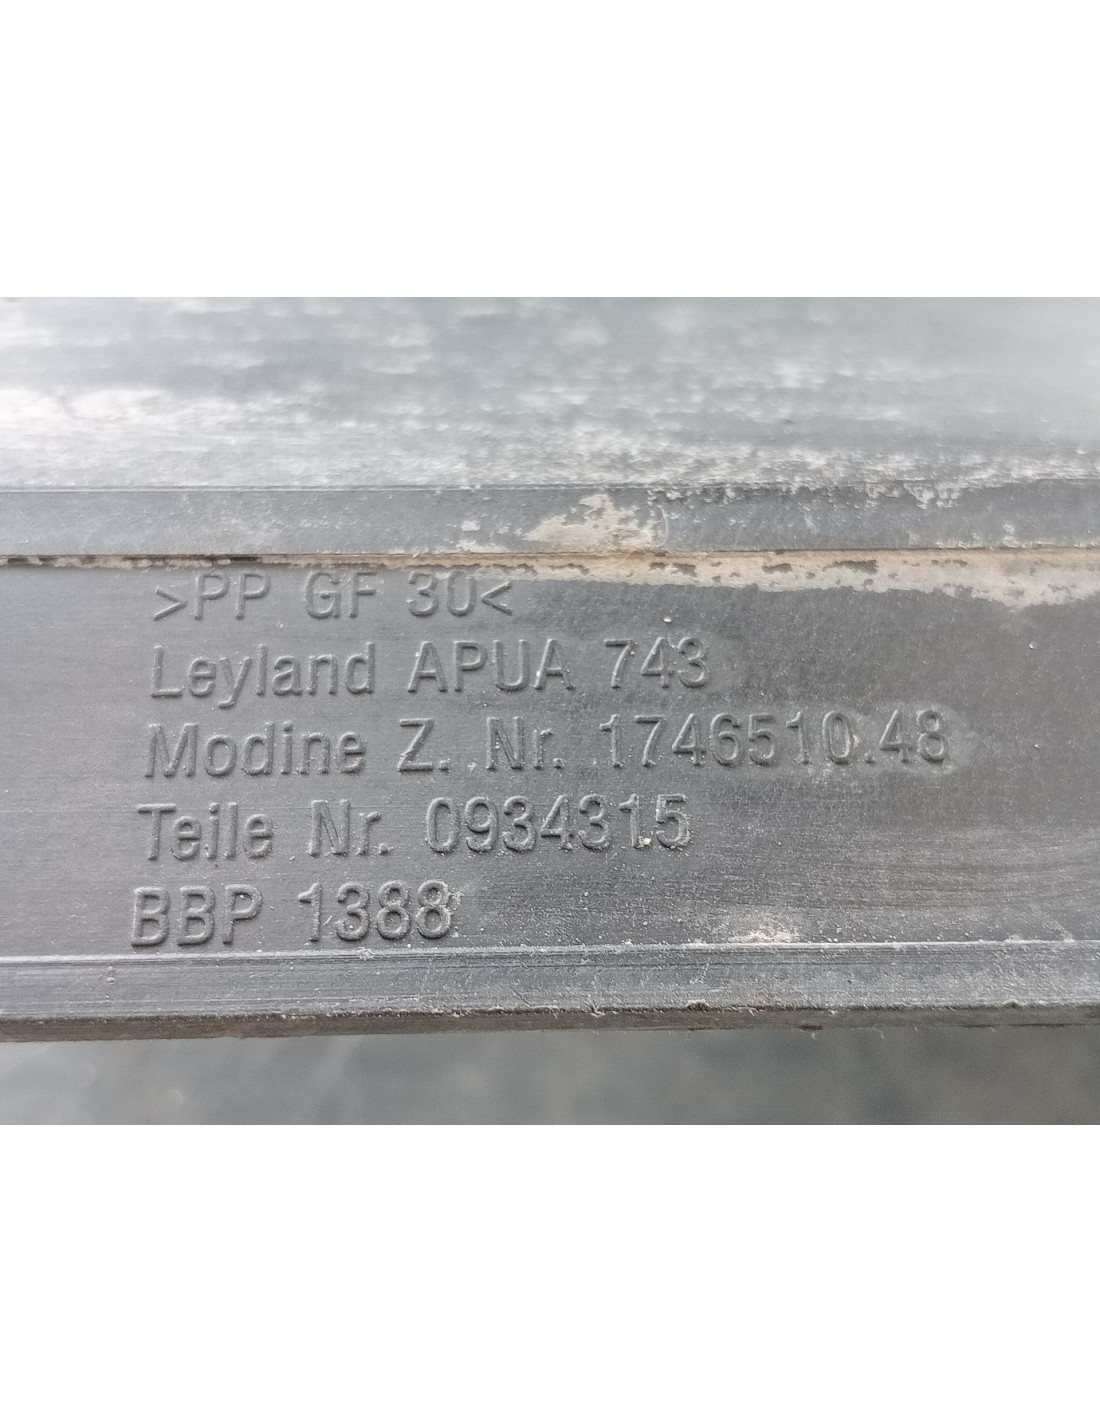 >PP GF 30<
Leyland APUA 743
Modine Z. Nr. 1746510.48
Teile Nr. 0934315
BBP 1388